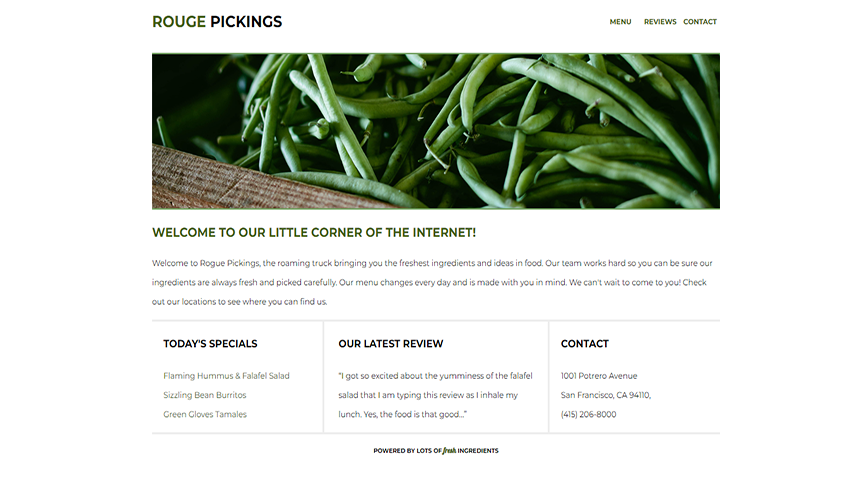 ROUGE PICKINGS
MENU REVIEWS CONTACT
WELCOME TO OUR LITTLE CORNER OF THE INTERNET!
Welcome to Rogue Pickings, the roaming truck bringing you the freshest ingredients and ideas in food. Our team works hard so you can be sure our
ingredients are always fresh and picked carefully. Our menu changes every day and is made with you in mind. We can't wait to come to you! Check
out our locations to see where you can find us.
TODAY'S SPECIALS
Flaming Hummus & Falafel Salad
Sizzling Bean Burritos
Green Gloves Tamales
OUR LATEST REVIEW
"I got so excited about the yumminess of the falafel
salad that I am typing this review as I inhale my
lunch. Yes, the food is that good..."
CONTACT
1001 Potrero Avenue
San Francisco, CA 94110,
(415) 206-8000
POWERED BY LOTS OF fresh INGREDIENTS